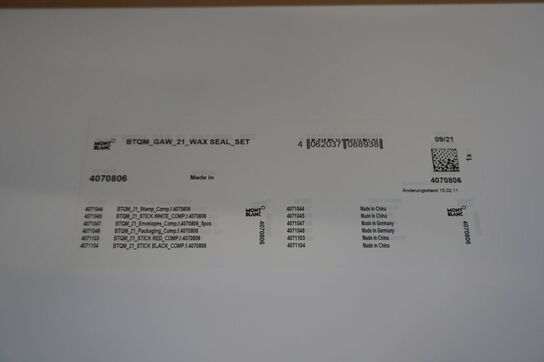 MONT
BLANC
BTQM_GAW_21_WAX SEAL_SET
4 062037 088938
09/21
1x
4070806
Made in
4070806
Änderungsstand 15.02.11
4071044 BTQM_21_Stamp_Comp.f.4070806
4071045 BTQM_21_STICK WHITE_COMP.f.4070806
4071047 BTQM_21_Envelopes_Comp.f.4070806_5pcs
4071048 BTQM_21_Packaging_Comp.f.4070806
4071103 BTQM_21_STICK RED_COMP.f.4070806
4071104 BTQM_21_STICK BLACK_COMP.f.4070806
MONT
BLANC
4070806
4071044 Made in China
4071045 Made in China
4071047 Made in Germany
4071048 Made in Germany
4071103 Made in China
4071104 Made in China
MONT
BLANC
4070806